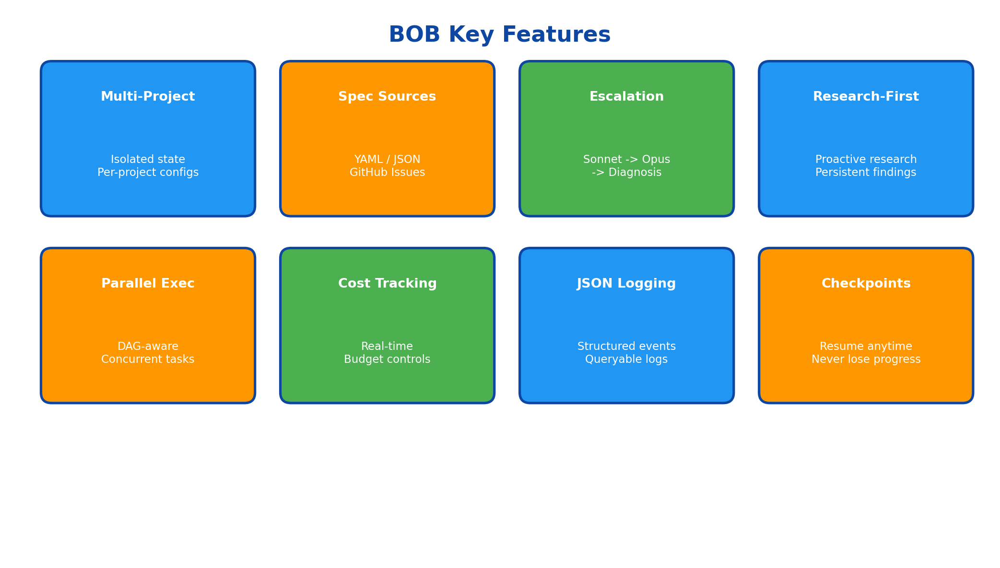 BOB Key Features
Multi-Project
Isolated state
Per-project configs
Spec Sources
YAML / JSON
GitHub Issues
Escalation
Sonnet -> Opus
-> Diagnosis
Research-First
Proactive research
Persistent findings
Parallel Exec
DAG-aware
Concurrent tasks
Cost Tracking
Real-time
Budget controls
JSON Logging
Structured events
Queryable logs
Checkpoints
Resume anytime
Never lose progress